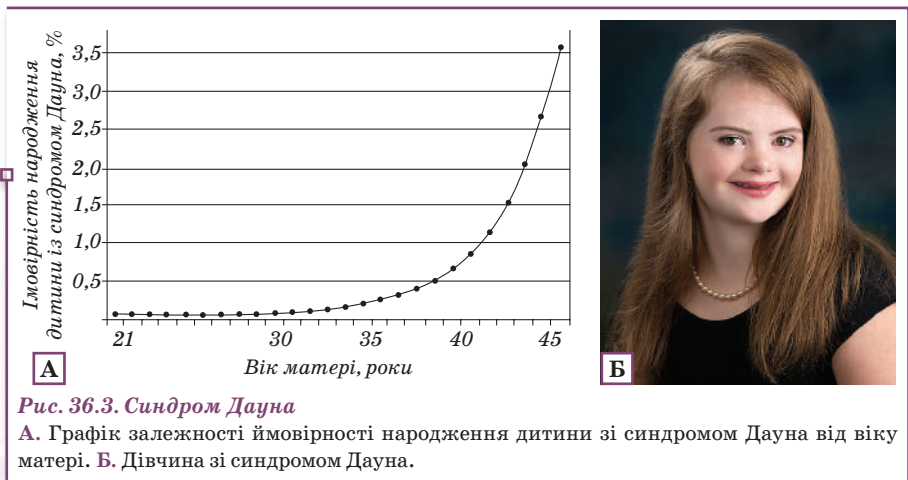 Імовірність народження
дитини із синдромом Дауна, %
3,5
3,0
2,5
2,0
1,5
1,0
0,5
21 30 35 40 45
Вік матері, роки
А
Б
Рис. 36.3. Синдром Дауна
А. Графік залежності ймовірності народження дитини зі синдромом Дауна від віку
матері. Б. Дівчина зі синдромом Дауна.